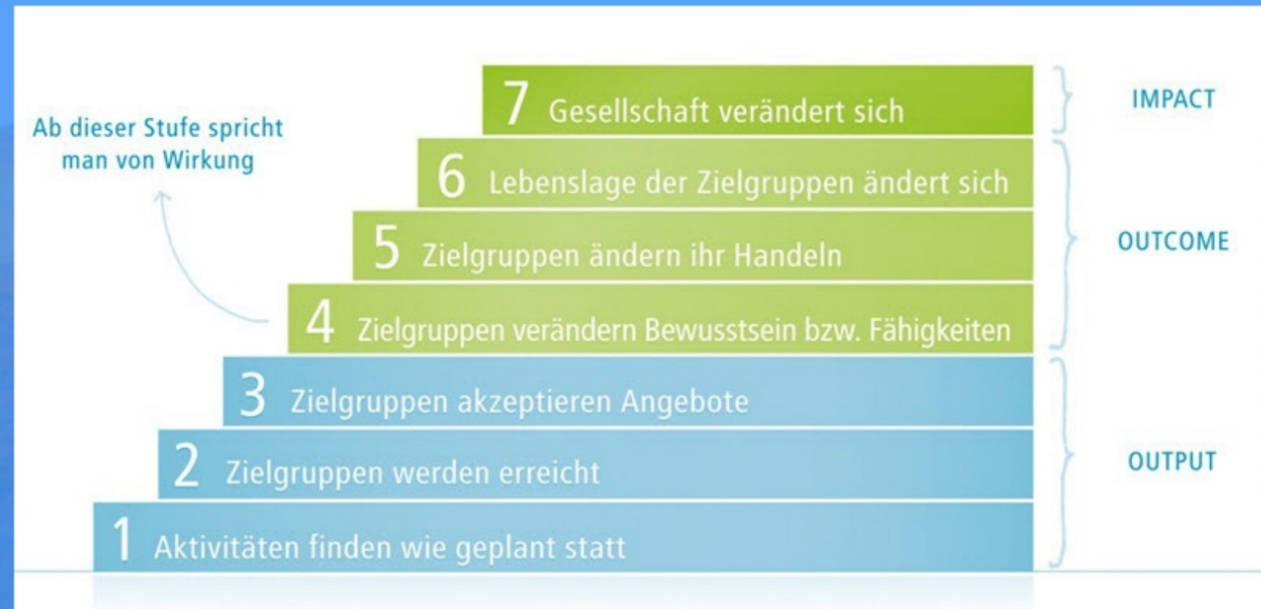 7 Gesellschaft verändert sich
IMPACT
Ab dieser Stufe spricht
man von Wirkung
6 Lebenslage der Zielgruppen ändert sich
5 Zielgruppen ändern ihr Handeln
OUTCOME
4 Zielgruppen verändern Bewusstsein bzw. Fähigkeiten
3 Zielgruppen akzeptieren Angebote
2 Zielgruppen werden erreicht
OUTPUT
1 Aktivitäten finden wie geplant statt